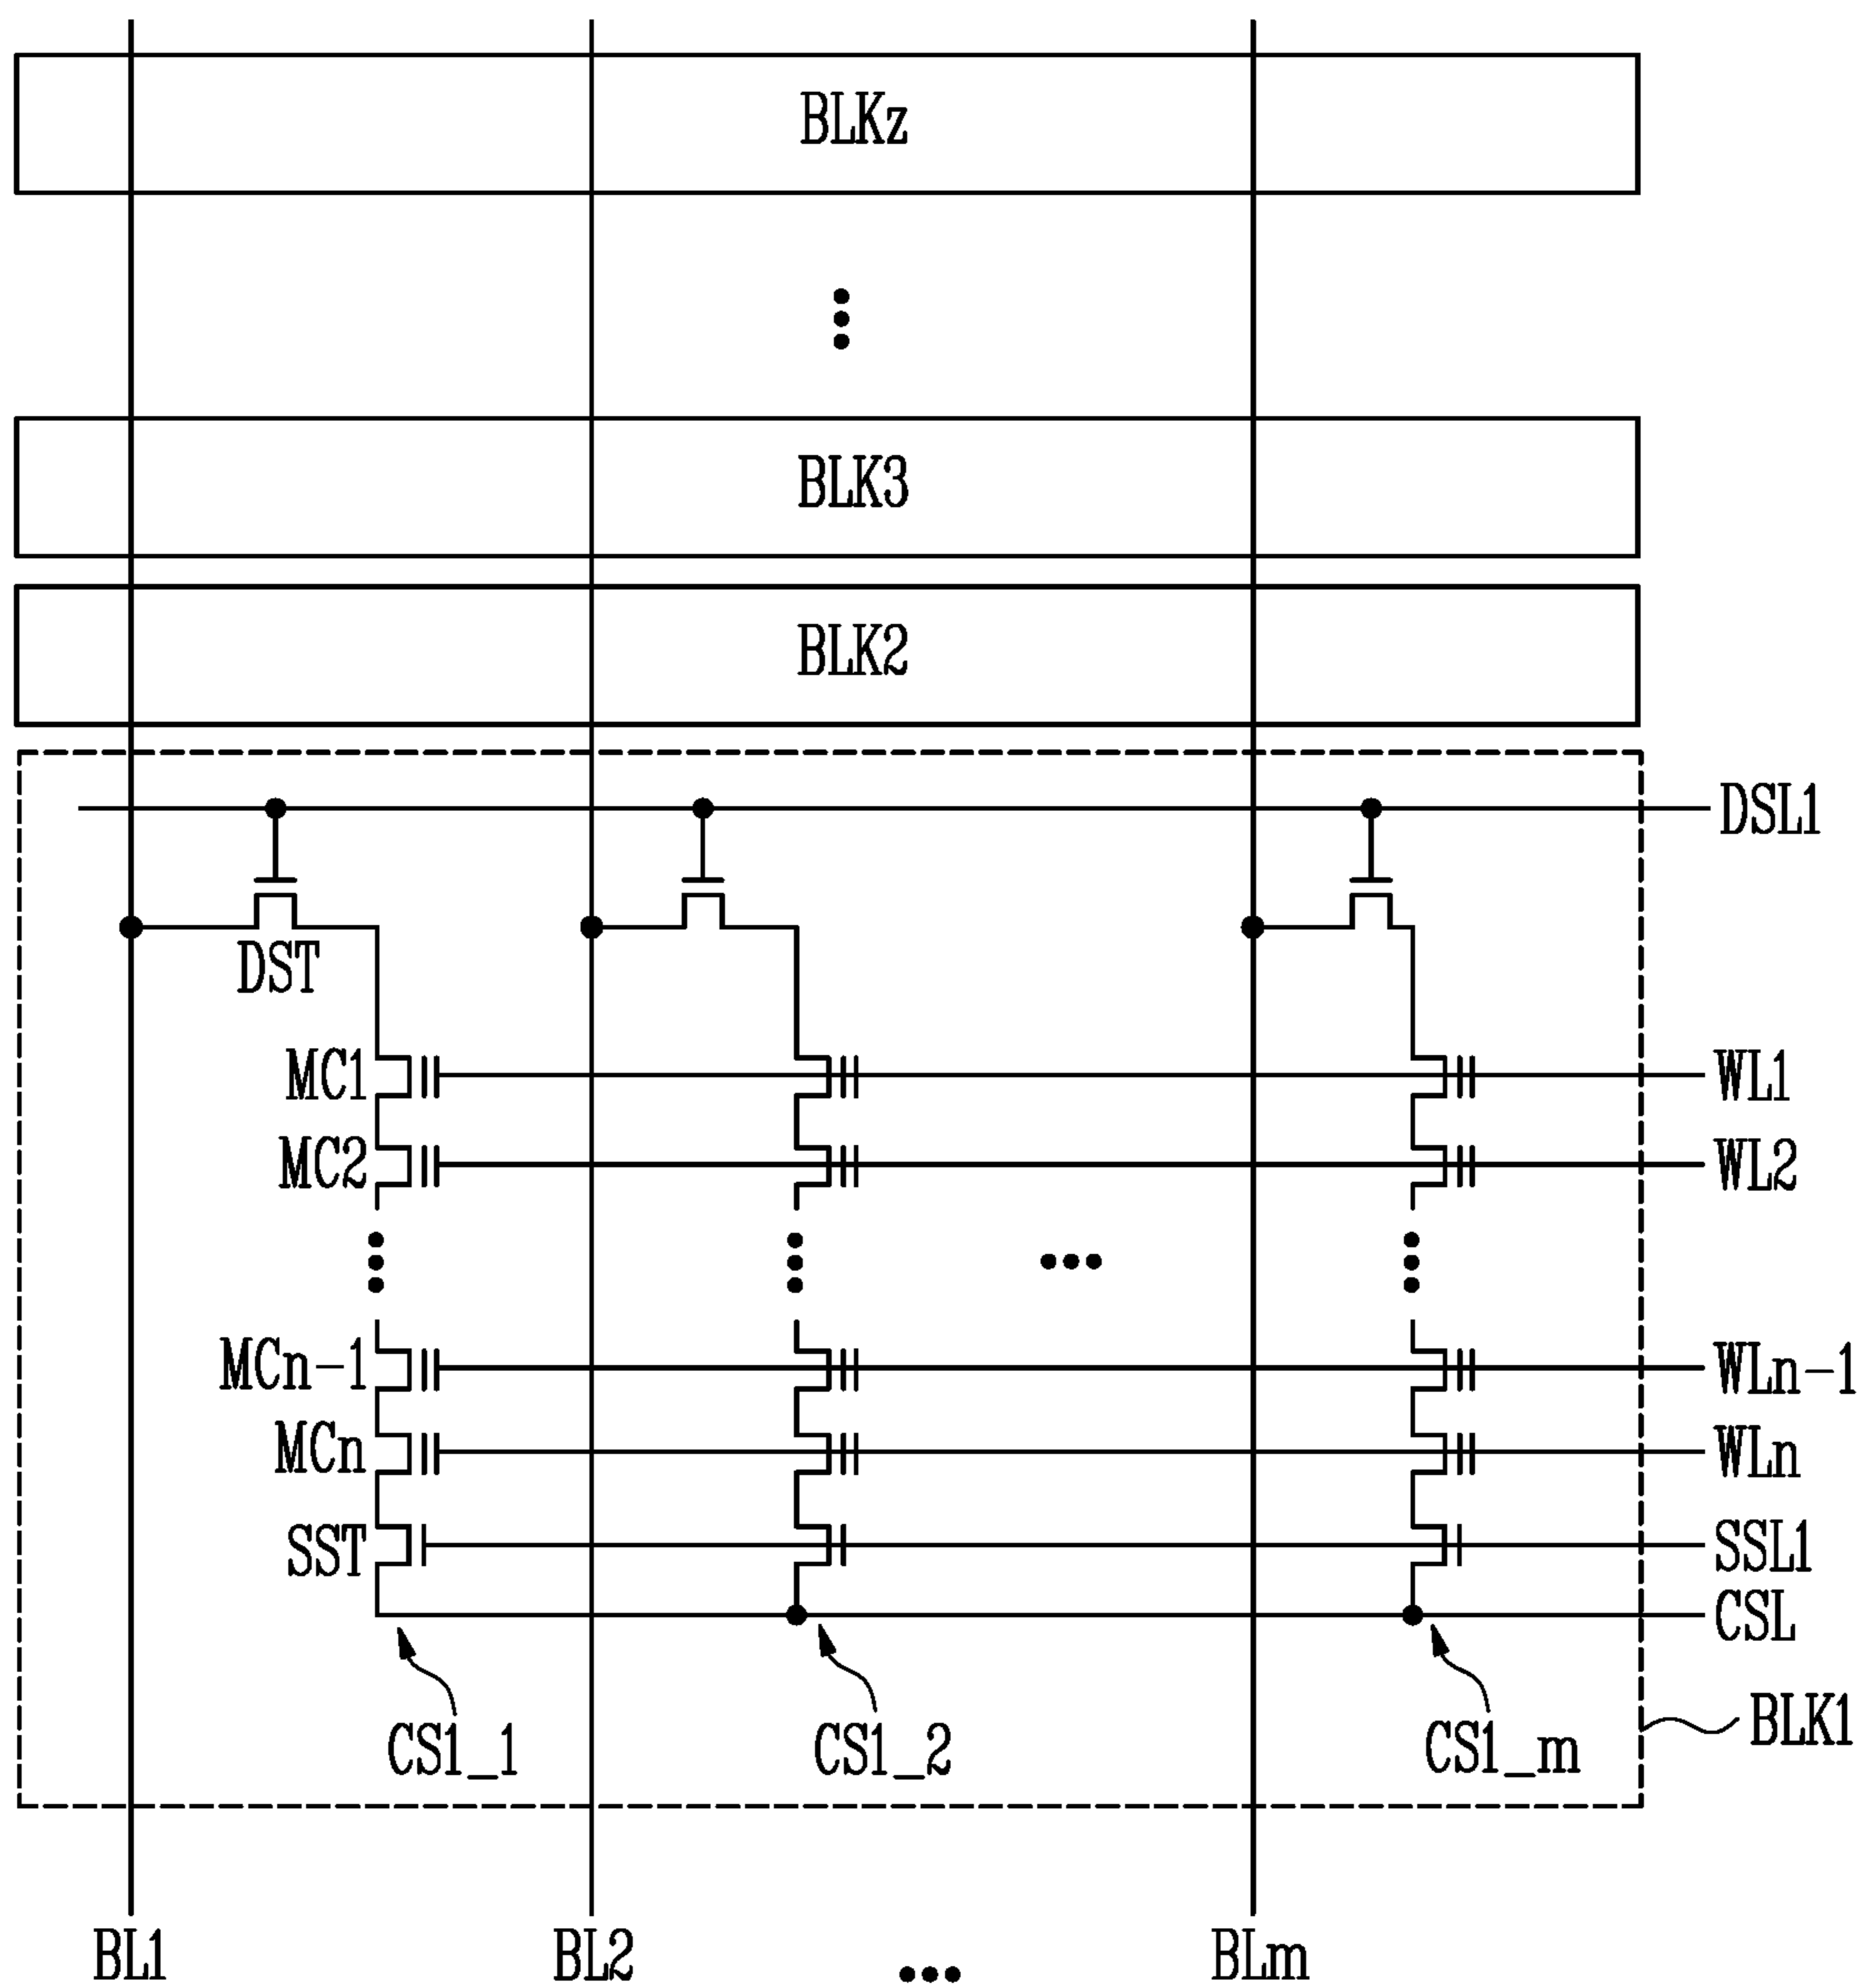 BLKz
BLK3
BLK2
DSL1
DST
MC1
WL1
MC2
WL2
MCn-1
WLn-1
MCn
WLn
SST
SSL1
CSL
CS1_1
CS1_2
CS1_m
BLK1
BL1
BL2
BLm